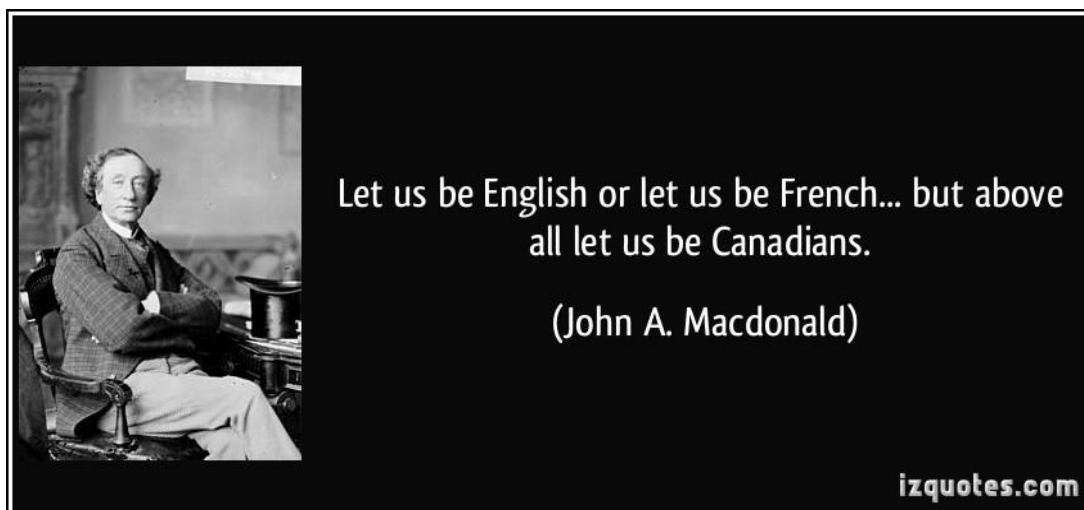 Let us be English or let us be French... but above
all let us be Canadians.
(John A. Macdonald)
izquotes.com